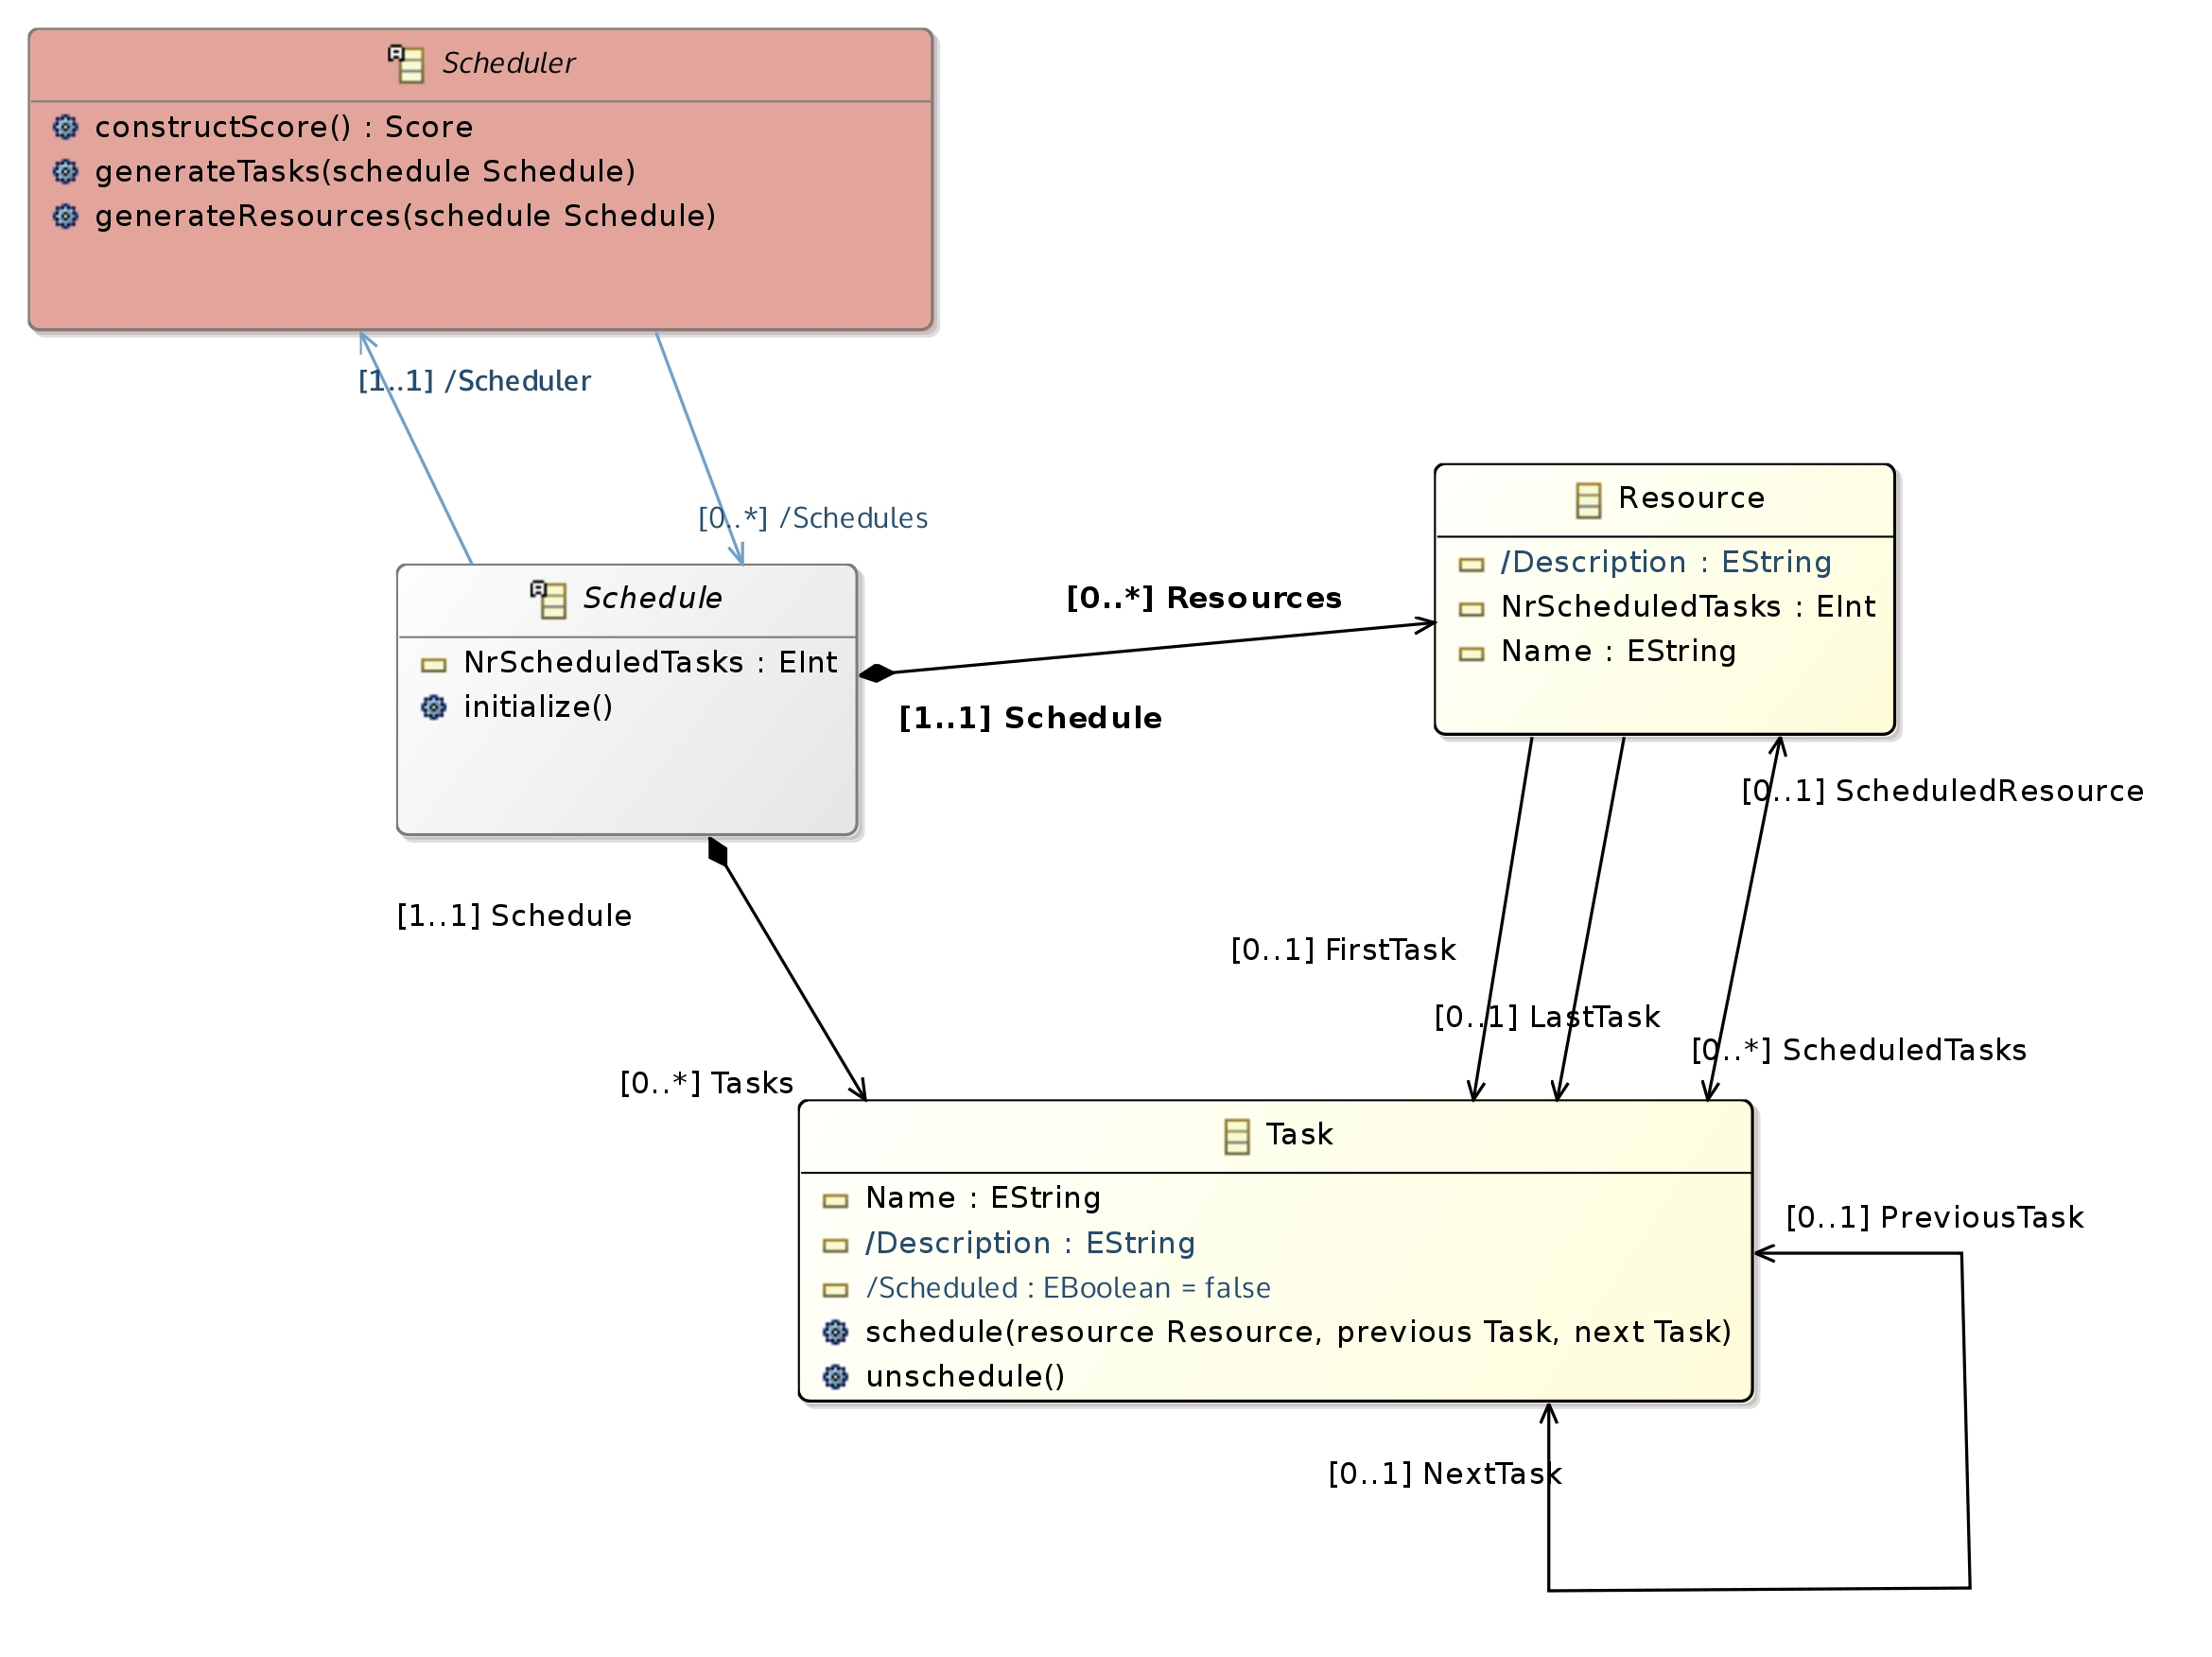 Scheduler
constructScore() : Score
generateTasks(schedule Schedule)
generateResources(schedule Schedule)
[1..1] /Scheduler
[0..*] /Schedules
Schedule
NrScheduledTasks : EInt
initialize()
[0..*] Resources
[1..1] Schedule
Resource
/Description : EString
NrScheduledTasks : EInt
Name : EString
[0..1] ScheduledResource
[1..1] Schedule
[0..1] FirstTask
[0..1] LastTask
[0..*] ScheduledTasks
[0..*] Tasks
Task
Name : EString
/Description : EString
/Scheduled : EBoolean = false
schedule(resource Resource, previous Task, next Task)
unschedule()
[0..1] PreviousTask
[0..1] NextTask